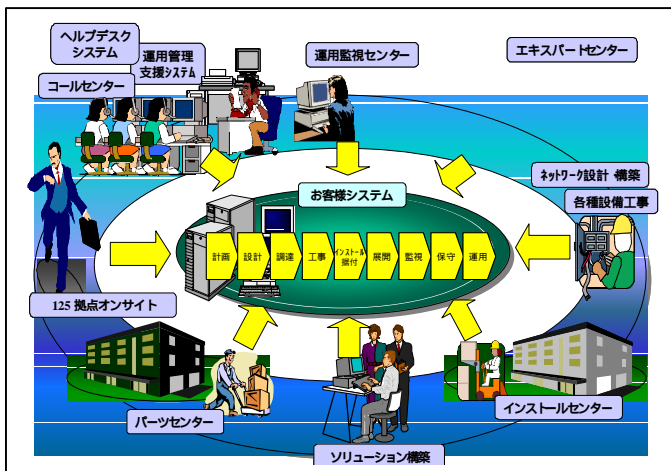 ヘルプデスク
システム
運用管理
支援システム
コールセンター
運用監視センター
エキスパートセンター
ネットワーク設計・構築
各種設備工事
お客様システム
計画
設計
調達
工事
インストール
据付
展開
監視
保守
運用
125 拠点オンサイト
パーツセンター
ソリューション構築
インストールセンター